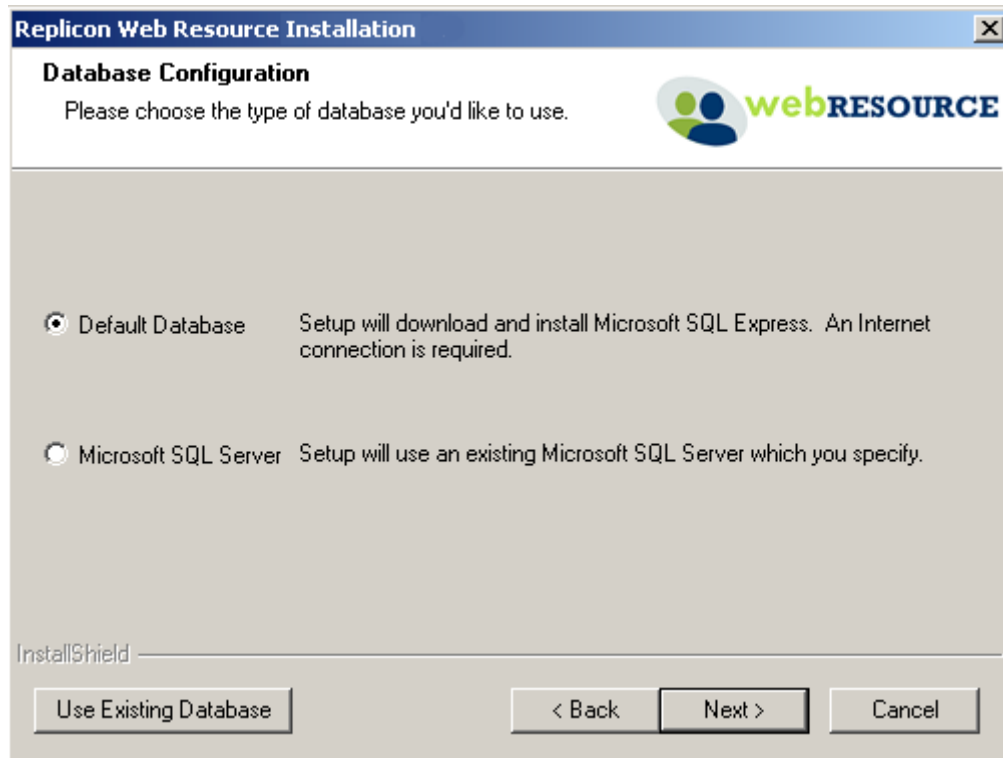 Replicon Web Resource Installation
Database Configuration
Please choose the type of database you'd like to use.
webRESOURCE
Default Database
Setup will download and install Microsoft SQL Express.  An Internet
connection is required.
Microsoft SQL Server
Setup will use an existing Microsoft SQL Server which you specify.
InstallShield
Use Existing Database
< Back
Next >
Cancel